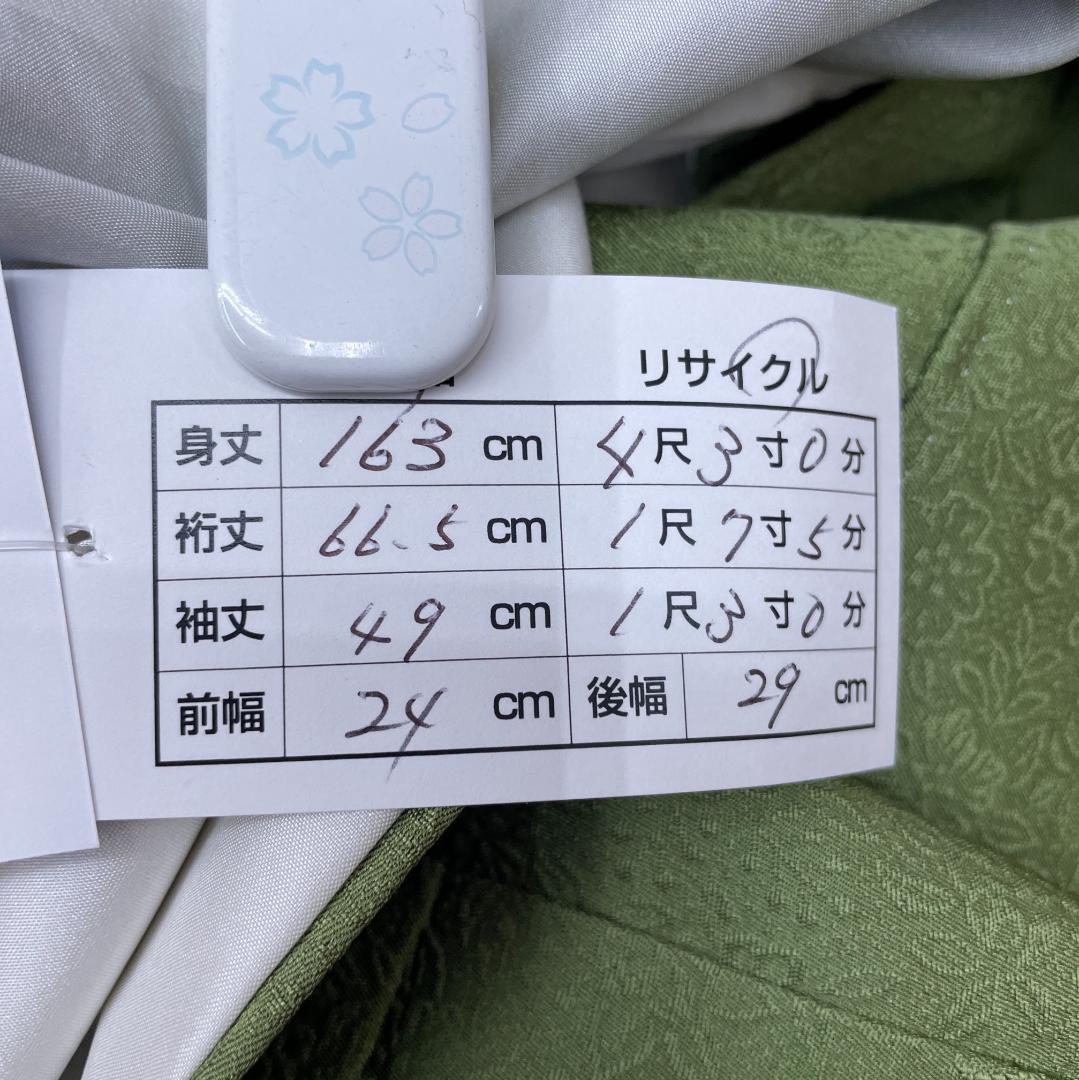 リサイクル
身丈 163 cm 4尺3寸0分
裄丈 66.5 cm 1尺7寸5分
袖丈 49 cm 1尺3寸0分
前幅 24 cm 後幅 29 cm